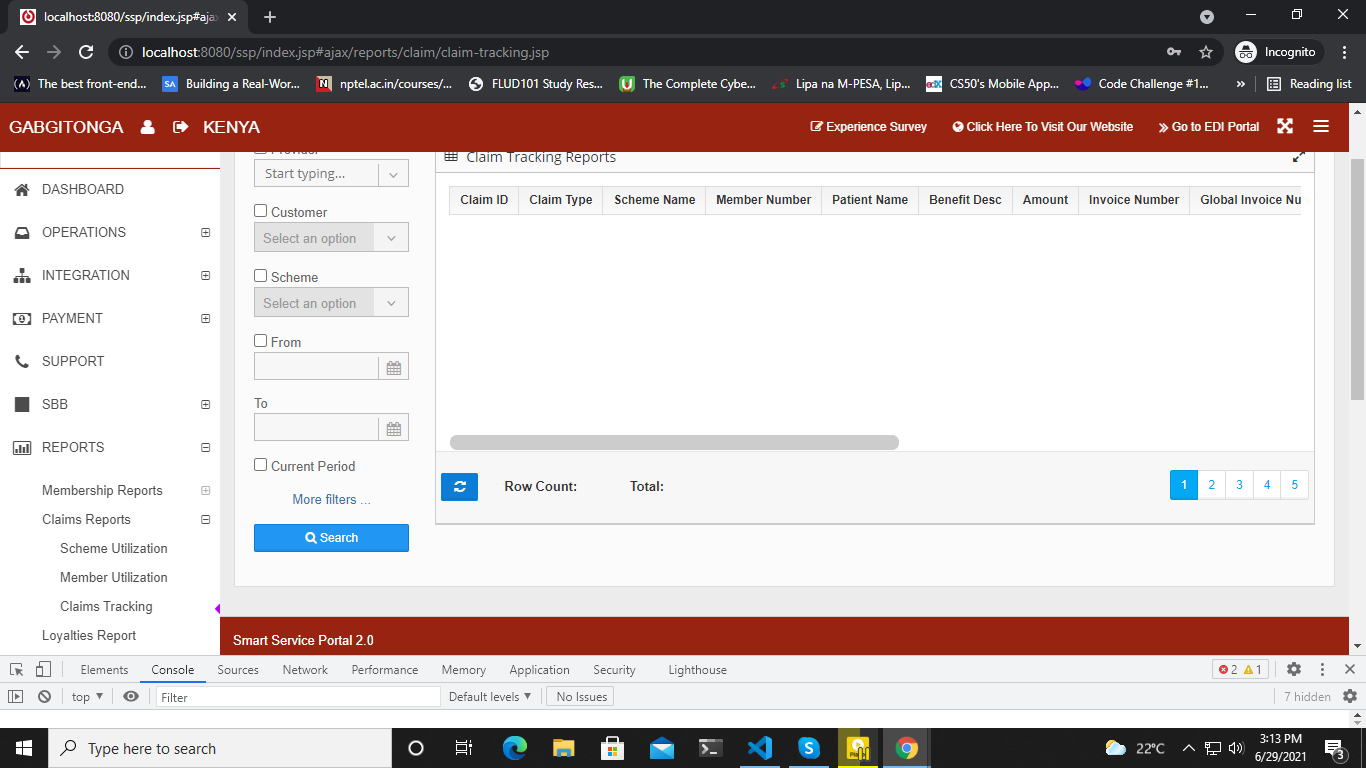 localhost:8080/ssp/index.jsp#aja
localhost:8080/ssp/index.jsp#ajax/reports/claim/claim-tracking.jsp
Incognito
The best front-end...
Building a Real-Wor...
nptel.ac.in/courses/...
FLUD101 Study Res...
The Complete Cybe...
Lipa na M-PESA, Lip...
CS50's Mobile App...
Code Challenge #1...
»
Reading list
GABGITONGA
KENYA
Experience Survey
Click Here To Visit Our Website
Go to EDI Portal
DASHBOARD
OPERATIONS
INTEGRATION
PAYMENT
SUPPORT
SBB
REPORTS
Membership Reports
Claims Reports
Scheme Utilization
Member Utilization
Claims Tracking
Loyalties Report
Provider
Start typing...
Customer
Select an option
Scheme
Select an option
From
To
Current Period
More filters ...
Search
Claim Tracking Reports
Claim ID Claim Type Scheme Name Member Number Patient Name Benefit Desc Amount Invoice Number Global Invoice Nu
Row Count: Total:
1 2 3 4 5
Smart Service Portal 2.0
Elements Console Sources Network Performance Memory Application Security Lighthouse
2 1
top
Filter
Default levels
No Issues
7 hidden
Type here to search
22°C
3:13 PM
6/29/2021
3